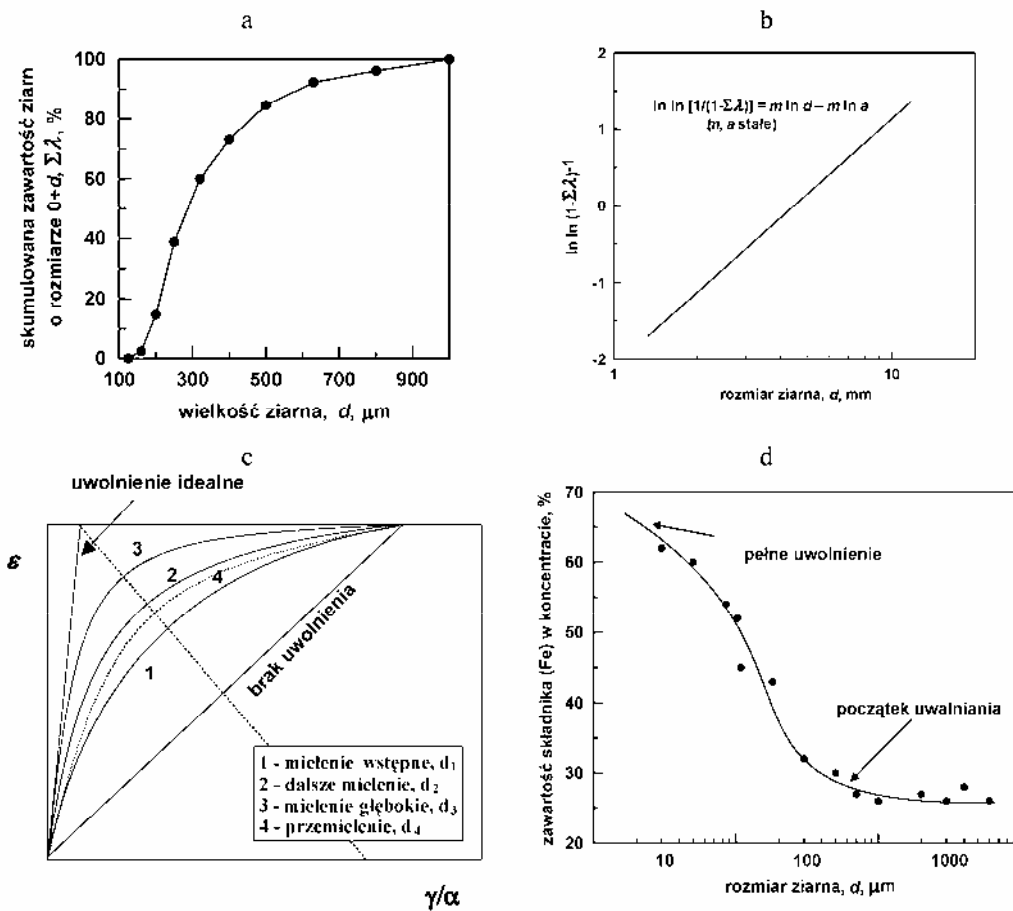 a
skumulowana zawartość ziarn
o rozmiarze 0÷d, Σλ, %
100
80
60
40
20
0
100 300 500 700 900
wielkość ziarna, d, μm
b
ln ln (1-Σλ)-1
2
1
0
-1
-2
ln ln [1/(1-Σλ)] = m ln d – m ln a
(n, a stałe)
1 10
rozmiar ziarna, d, mm
c
uwolnienie idealne
ε
3
2
4
1
brak uwolnienia
1 - mielenie wstępne, d₁
2 - dalsze mielenie, d₂
3 - mielenie głębokie, d₃
4 - przemielenie, d₄
γ/α
d
zawartość składnika (Fe) w koncentracie, %
70
60
50
40
30
20
pełne uwolnienie
początek uwalniania
10 100 1000
rozmiar ziarna, d, μm